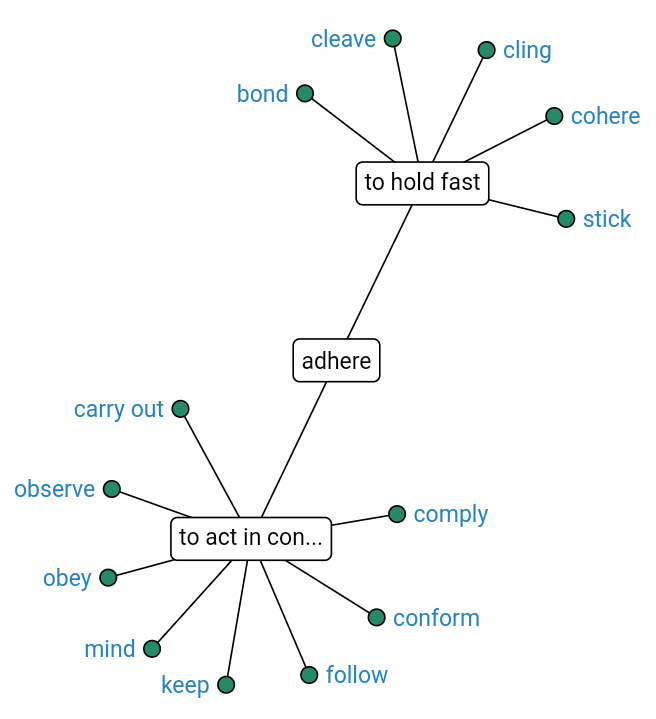 cleave
cling
bond
cohere
to hold fast
stick
adhere
carry out
observe
comply
to act in con...
obey
conform
mind
follow
keep